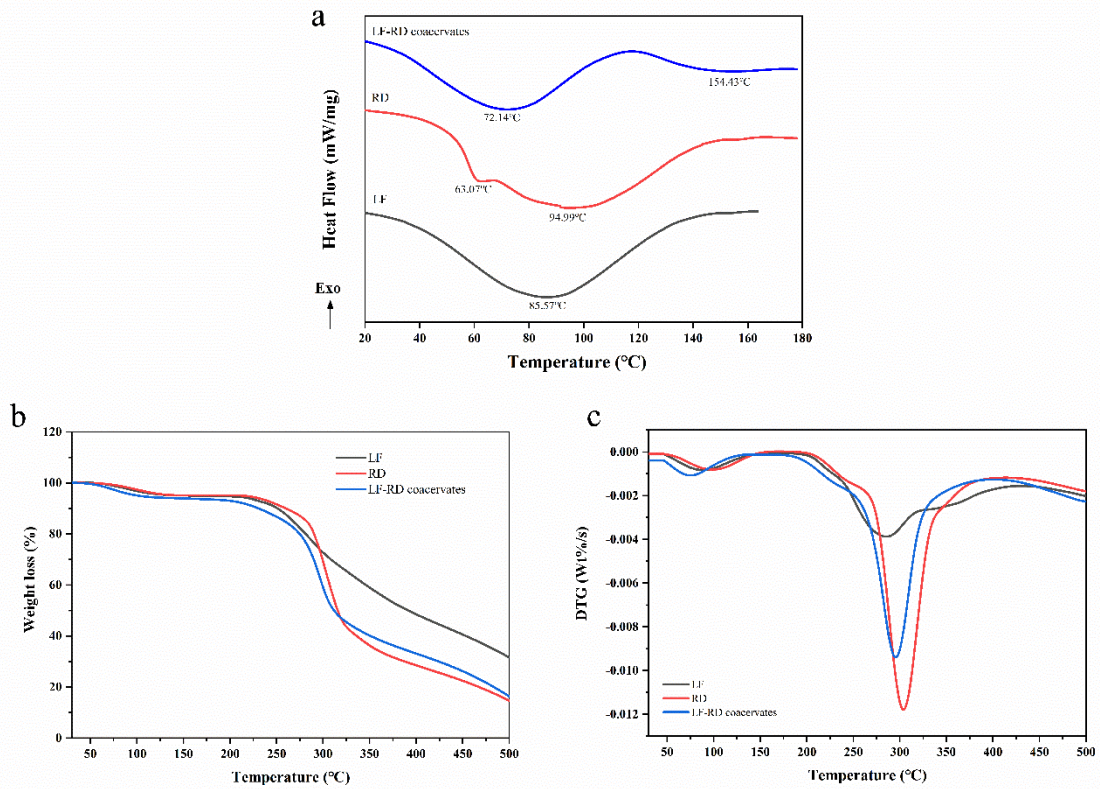 a
LF-RD coacervates
154.43℃
72.14℃
RD
63.07℃
94.99℃
LF
85.57℃
Heat Flow (mW/mg)
Exo
20 40 60 80 100 120 140 160 180
Temperature (℃)
b
120
100
80
60
40
20
0
Weight loss (%)
LF
RD
LF-RD coacervates
50 100 150 200 250 300 350 400 450 500
Temperature (℃)
c
0.000
-0.002
-0.004
-0.006
-0.008
-0.010
-0.012
DTG (Wt%/s)
LF
RD
LF-RD coacervates
50 100 150 200 250 300 350 400 450 500
Temperature (℃)